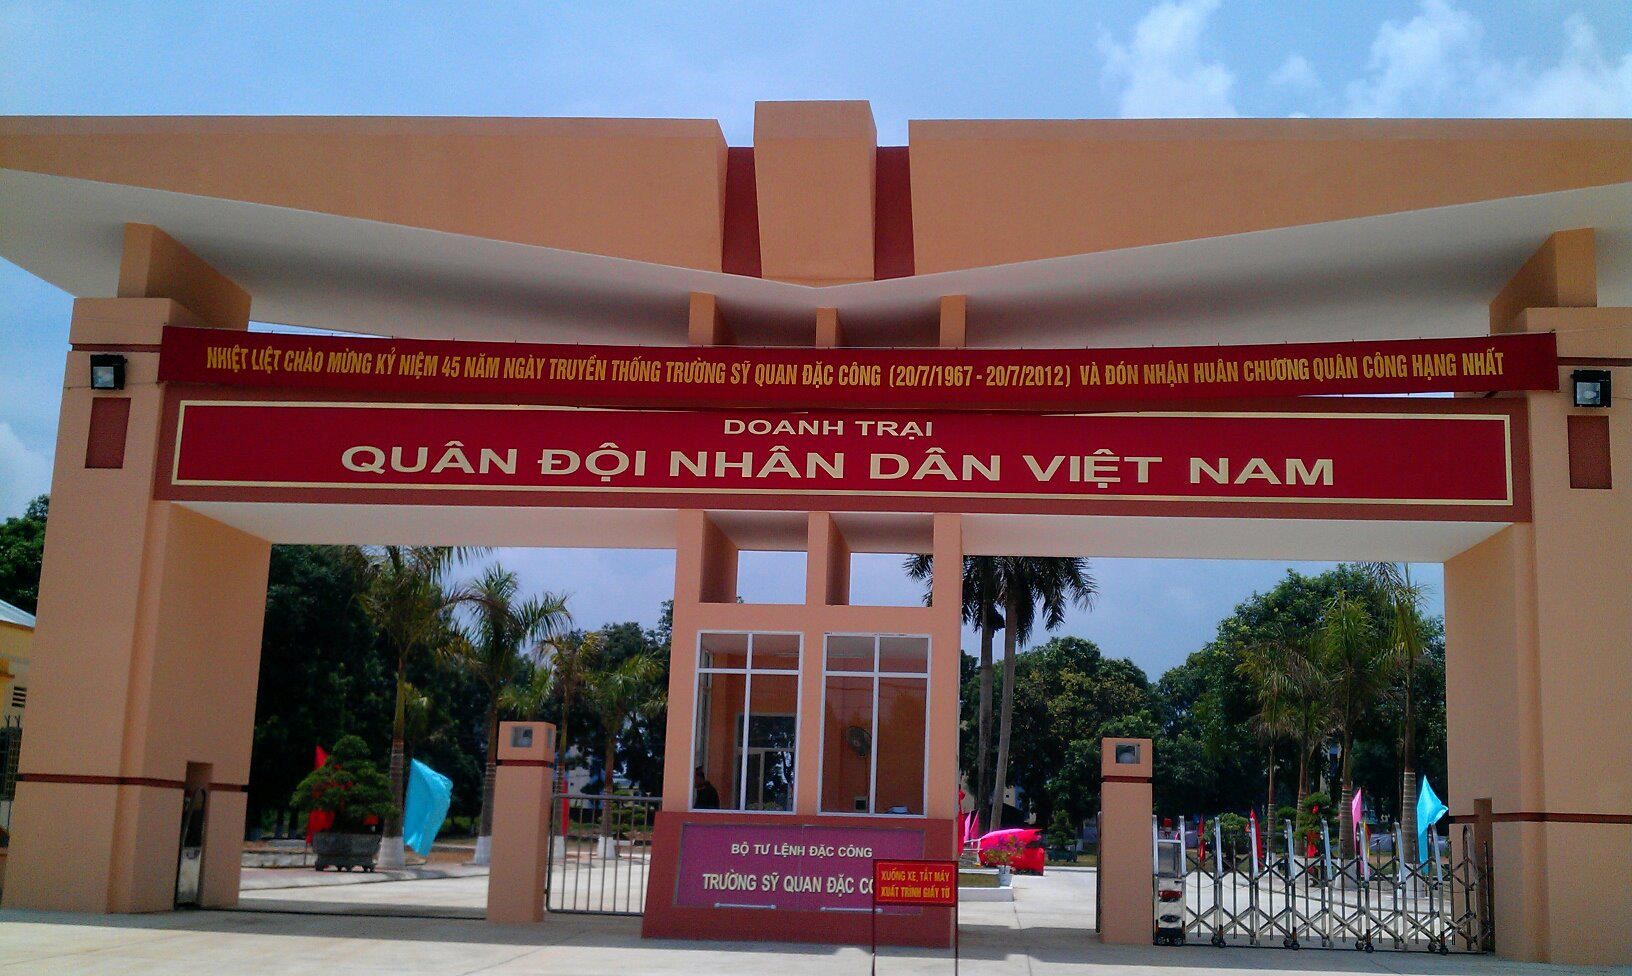 NHIỆT LIỆT CHÀO MỪNG KỶ NIỆM 45 NĂM NGÀY TRUYỀN THỐNG TRƯỜNG SỸ QUAN ĐẶC CÔNG (20/7/1967 - 20/7/2012) VÀ ĐÓN NHẬN HUÂN CHƯƠNG QUÂN CÔNG HẠNG NHẤT
DOANH TRẠI
QUÂN ĐỘI NHÂN DÂN VIỆT NAM
BỘ TƯ LỆNH ĐẶC CÔNG
TRƯỜNG SỸ QUAN ĐẶC CÔ
XUỐNG XE, TẮT MÁY
XUẤT TRÌNH GIẤY TỜ